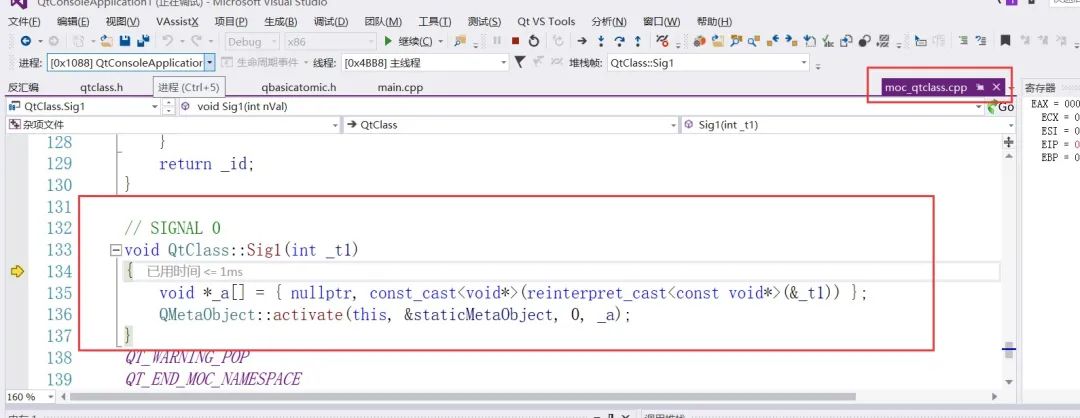 QtConsoleApplication1 (正在调试) - Microsoft Visual Studio
文件(F) 编辑(E) 视图(V) VAssistX 项目(P) 生成(B) 调试(D) 团队(M) 工具(T) 测试(S) Qt VS Tools 分析(N) 窗口(W) 帮助(H)
Debug x86 继续(C)
进程: [0x1088] QtConsoleApplication 生命周期事件 线程: [0x4BB8] 主线程 堆栈帧: QtClass::Sig1
反汇编 qtclass.h 进程 (Ctrl+5) qbasicatomic.h main.cpp moc_qtclass.cpp 寄存器
QtClass.Sig1 void Sig1(int nVal) Go
杂项文件 QtClass Sig1(int _t1)
EAX = 000
ECX = 0
ESI = 0
EIP = 0
EBP = 0
128 }
129 return _id;
130 }
131
132 // SIGNAL 0
133 void QtClass::Sig1(int _t1)
134 { 已用时间 <= 1ms
135 void *_a[] = { nullptr, const_cast<void*>(reinterpret_cast<const void*>(&_t1)) };
136 QMetaObject::activate(this, &staticMetaObject, 0, _a);
137 }
138 QT_WARNING_POP
139 QT_END_MOC_NAMESPACE
160 %